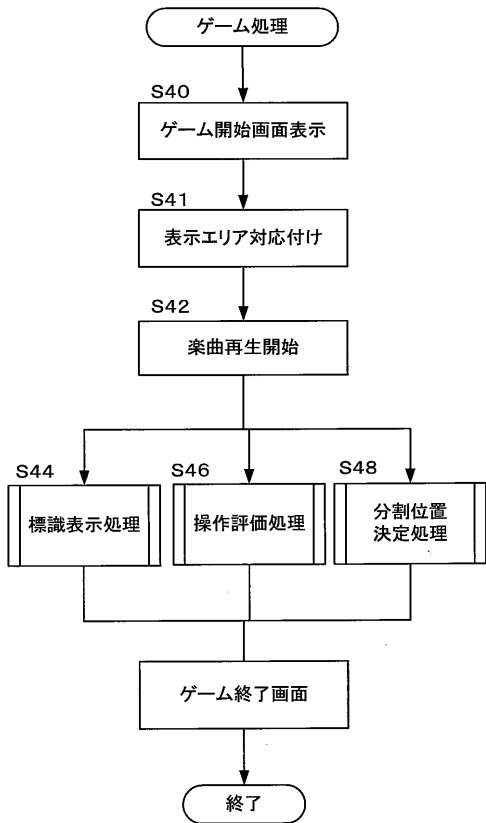 ゲーム処理
S40
ゲーム開始画面表示
S41
表示エリア対応付け
S42
楽曲再生開始
S44
標識表示処理
S46
操作評価処理
S48
分割位置
決定処理
ゲーム終了画面
終了